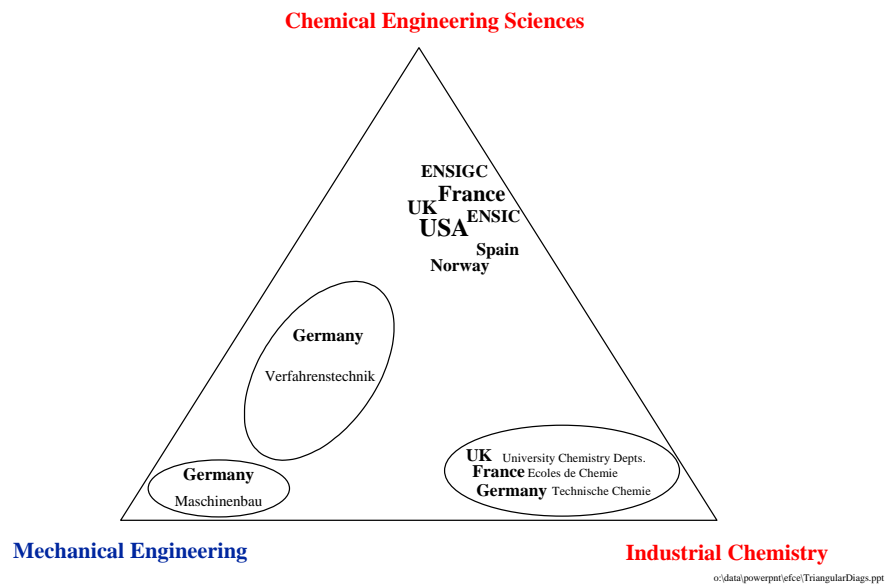 Chemical Engineering Sciences
ENSIGC
France
UK
ENSIC
USA
Spain
Norway
Germany
Verfahrenstechnik
Germany
Maschinenbau
UK University Chemistry Depts.
France Ecoles de Chemie
Germany Technische Chemie
Mechanical Engineering
Industrial Chemistry
o:\data\powerpnt\efce\TriangularDiags.ppt